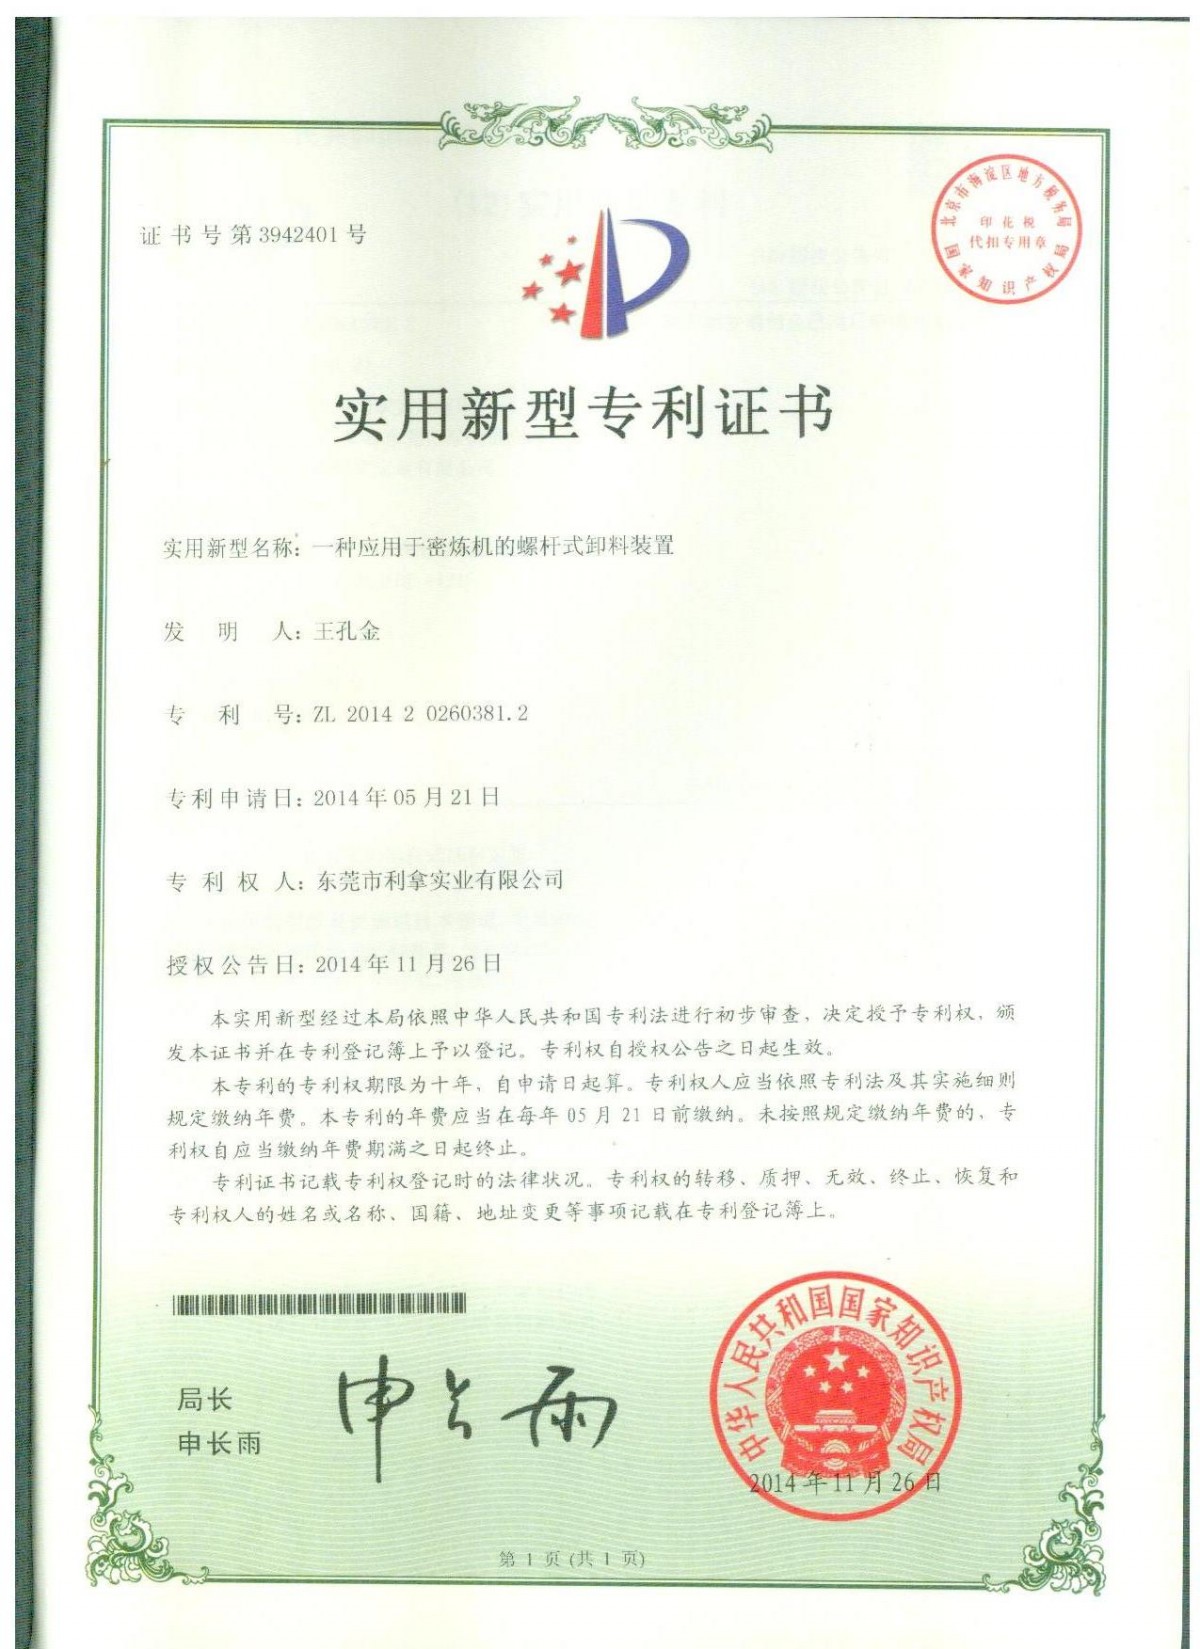 证书号第3942401号
北京市海淀区地方税务局
印花税
代扣专用章
国家知识产权局
实用新型专利证书
实用新型名称：一种应用于密炼机的螺杆式卸料装置
发明人：王孔金
专利号：ZL 2014 2 0260381.2
专利申请日：2014年05月21日
专利权人：东莞市利拿实业有限公司
授权公告日：2014年11月26日
本实用新型经过本局依照中华人民共和国专利法进行初步审查，决定授予专利权，颁
发本证书并在专利登记簿上予以登记。专利权自授权公告之日起生效。
本专利的专利权期限为十年，自申请日起算。专利权人应当依照专利法及其实施细则
规定缴纳年费。本专利的年费应当在每年05月21日前缴纳。未按照规定缴纳年费的，专
利权自应当缴纳年费期满之日起终止。
专利证书记载专利权登记时的法律状况。专利权的转移、质押、无效、终止、恢复和
专利权人的姓名或名称、国籍、地址变更等事项记载在专利登记簿上。
局长
申长雨
申长雨
中华人民共和国国家知识产权局
2014年11月26日
第1页(共1页)